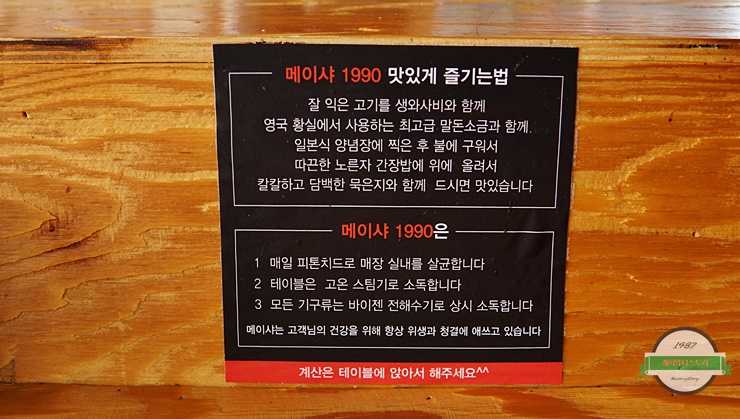 메이샤 1990 맛있게 즐기는법
잘 익은 고기를 생와사비와 함께
영국 황실에서 사용하는 최고급 말돈소금과 함께.
일본식 양념장에 찍은 후 불에 구워서
따끈한 노른자 간장밥에 위에 올려서
칼칼하고 담백한 묵은지와 함께 드시면 맛있습니다
메이샤 1990은
1 매일 피톤치드로 매장 실내를 살균합니다
2 테이블은 고온 스팀기로 소독합니다
3 모든 기구류는 바이젠 전해수기로 상시 소독합니다
메이샤는 고객님의 건강을 위해 항상 위생과 청결에 애쓰고 있습니다
계산은 테이블에 앉아서 해주세요^^
1987